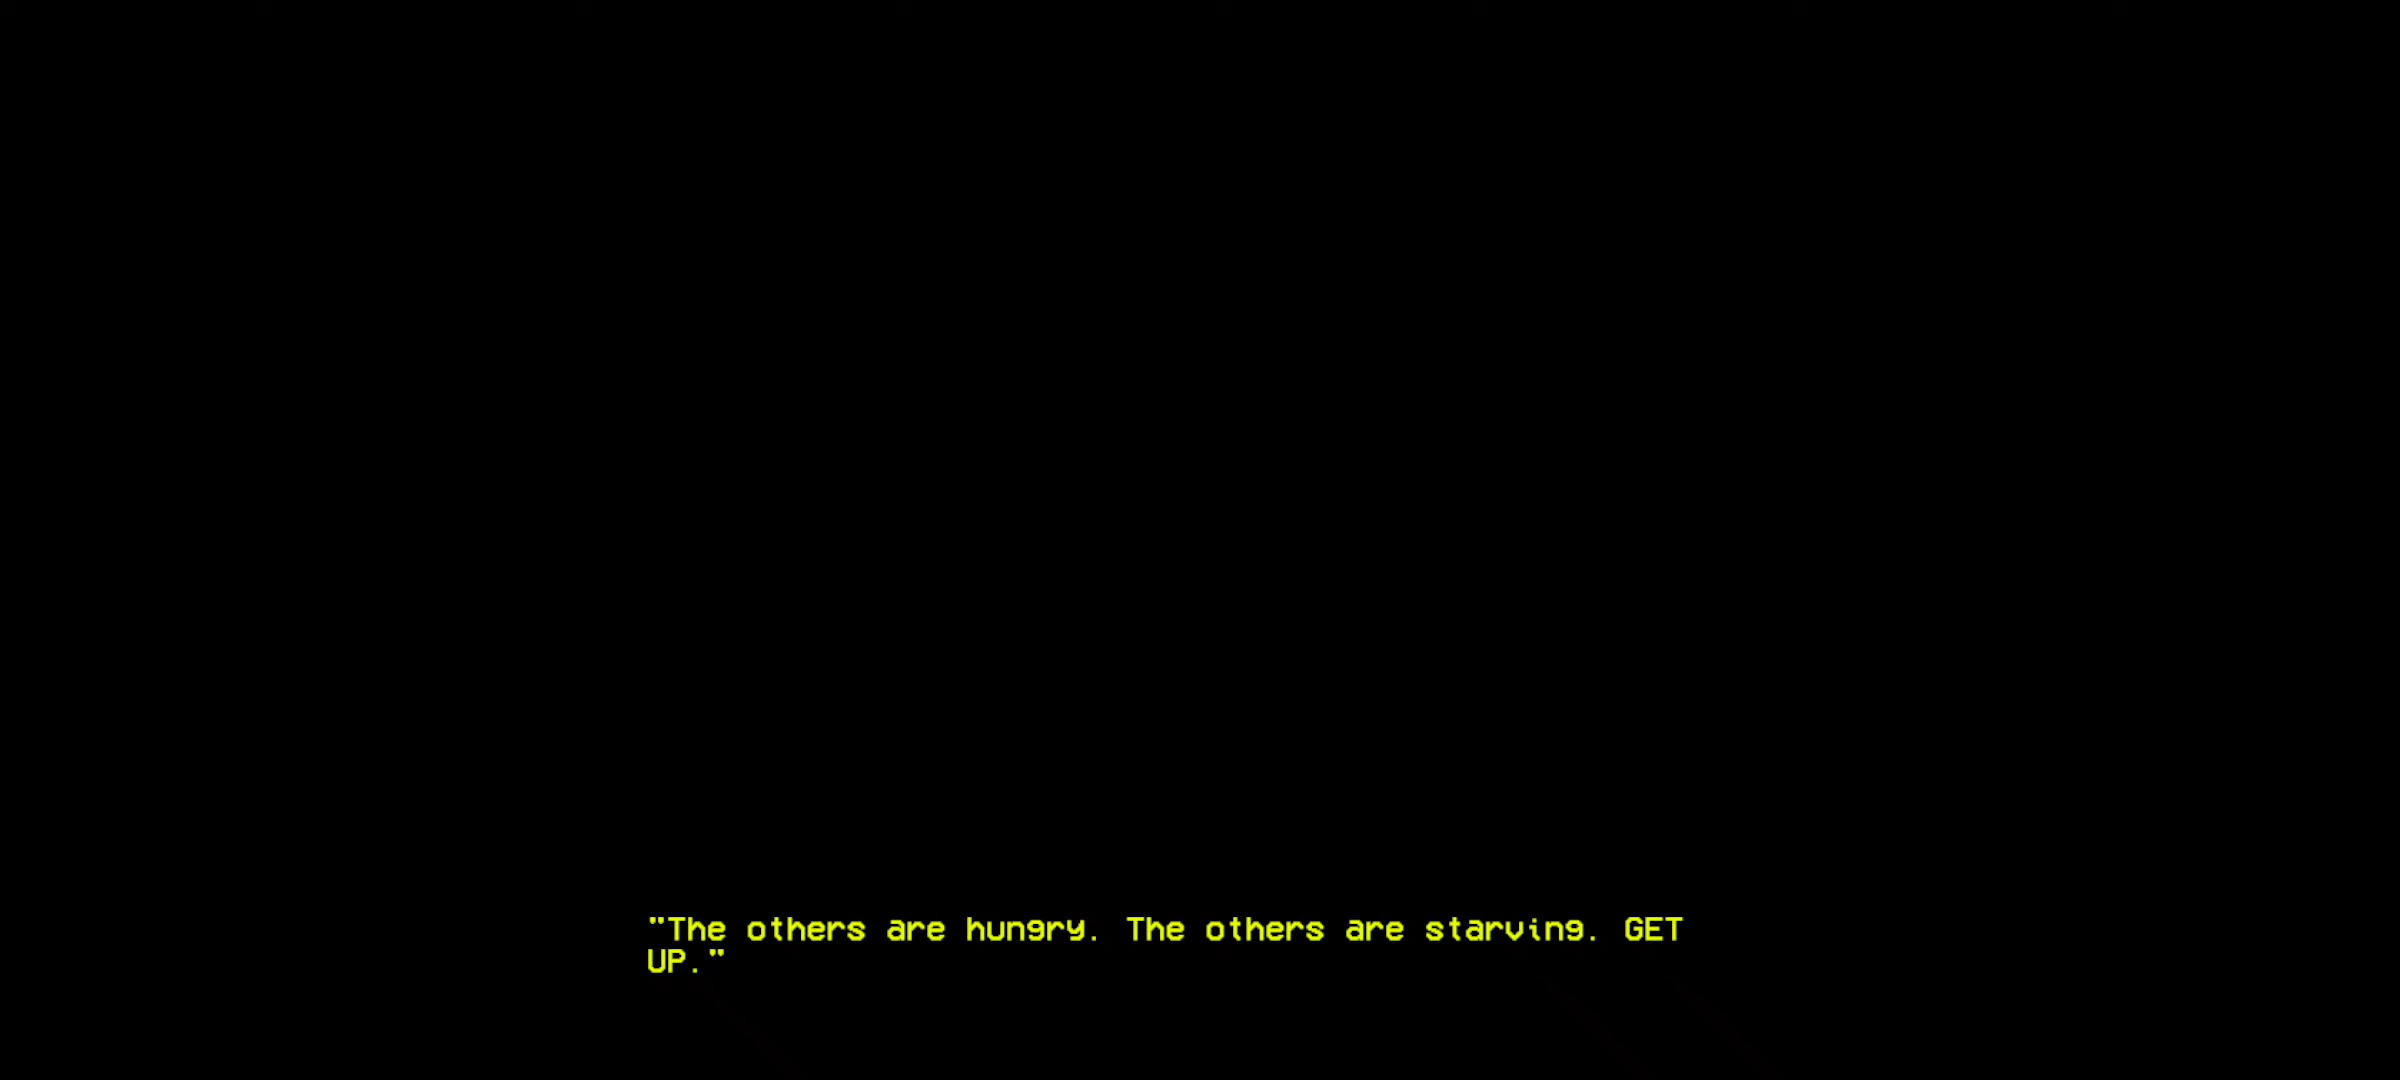 "The others are hungry. The others are starving. GET
UP."